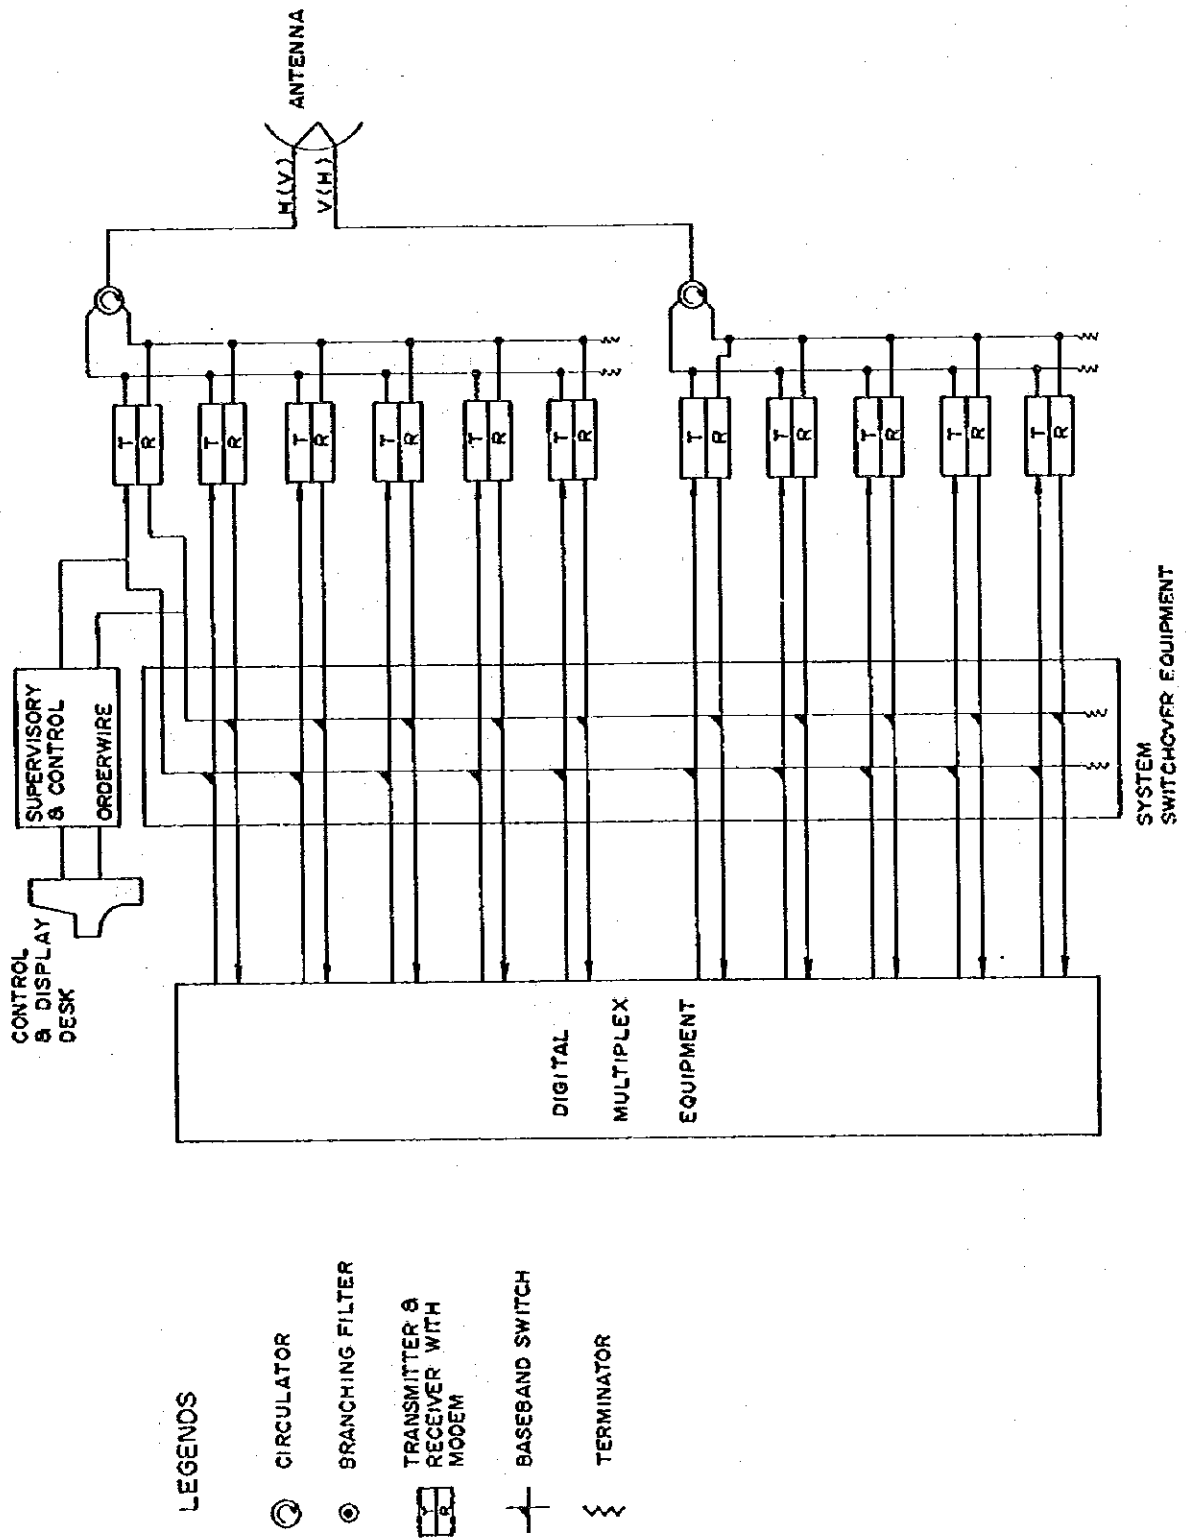 CONTROL
& DISPLAY
DESK
SUPERVISORY
& CONTROL
ORDERWIRE
ANTENNA
H(V)
V(H)
T
R
T
R
T
R
T
R
T
R
T
R
T
R
T
R
T
R
T
R
T
R
DIGITAL
MULTIPLEX
EQUIPMENT
SYSTEM
SWITCHOVER EQUIPMENT
LEGENDS
CIRCULATOR
BRANCHING FILTER
T
R
TRANSMITTER &
RECEIVER WITH
MODEM
BASEBAND SWITCH
TERMINATOR